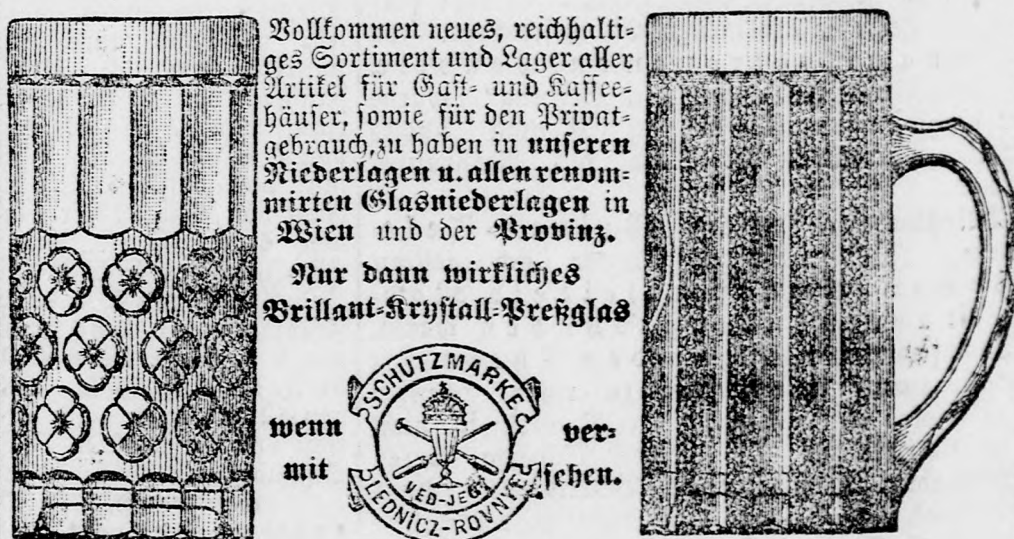 Vollkommen neues, reichhalti-
ges Sortiment und Lager aller
Artikel für Gast- und Kaffee-
häuser, sowie für den Privat-
gebrauch, zu haben in unseren
Niederlagen u. allen renom-
mirten Glasniederlagen in
Wien und der Provinz.
Nur dann wirkliches
Brillant-Krystall-Preßglas
wenn
mit
SCHUTZMARKE
VED-JEGY
LEDNICZ-ROVNYE
ver-
sehen.